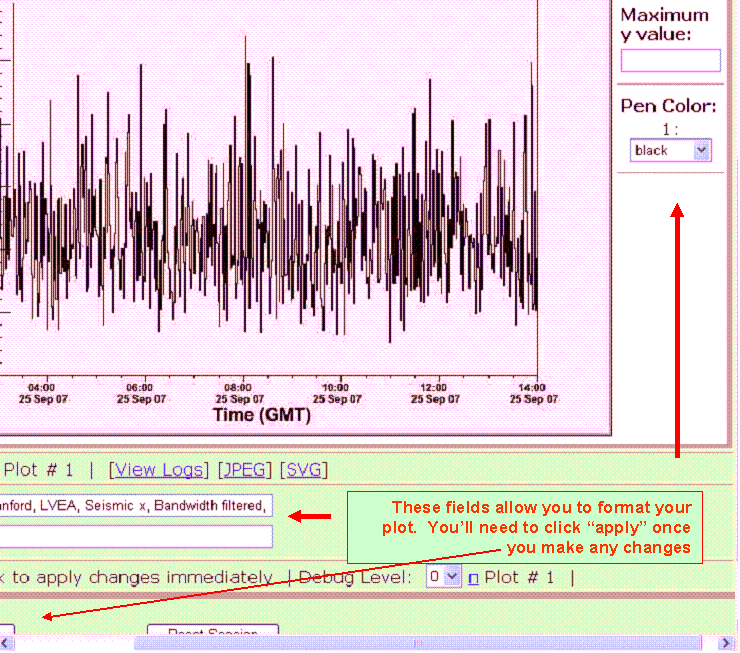 Maximum
y value:
Pen Color:
1 :
black
04:00 06:00 08:00 10:00 12:00 14:00
25 Sep 07 25 Sep 07 25 Sep 07 25 Sep 07 25 Sep 07 25 Sep 07
Time (GMT)
Plot # 1 | [View Logs] [JPEG] [SVG]
anford, LVEA, Seismic x, Bandwidth filtered,
These fields allow you to format your
plot. You'll need to click “apply” once
you make any changes
to apply changes immediately | Debug Level: 0 n Plot # 1 |
Reset Session